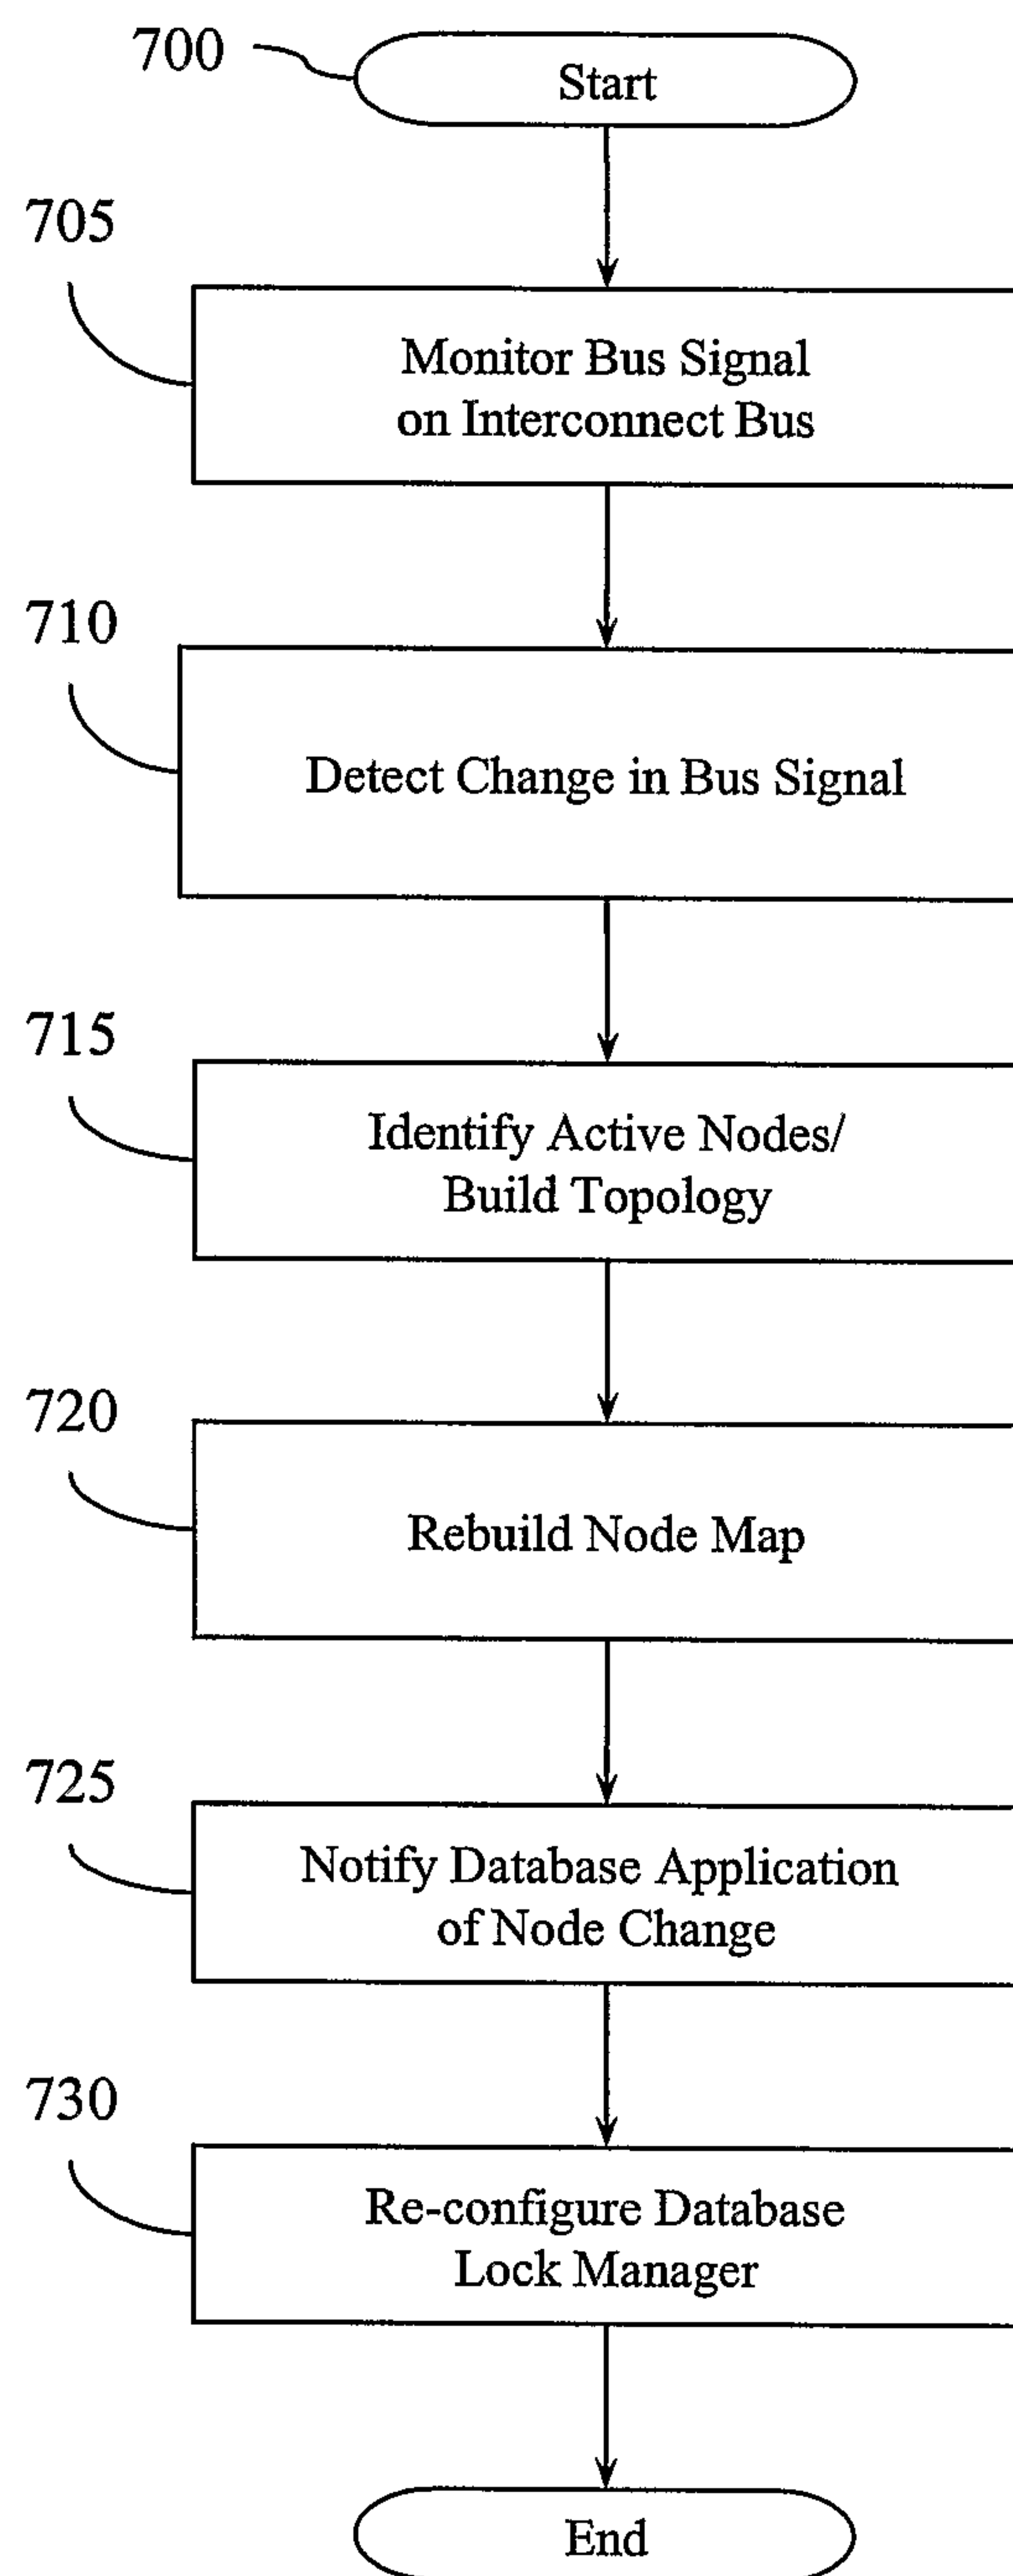 700
Start
705
Monitor Bus Signal
on Interconnect Bus
710
Detect Change in Bus Signal
715
Identify Active Nodes/
Build Topology
720
Rebuild Node Map
725
Notify Database Application
of Node Change
730
Re-configure Database
Lock Manager
End